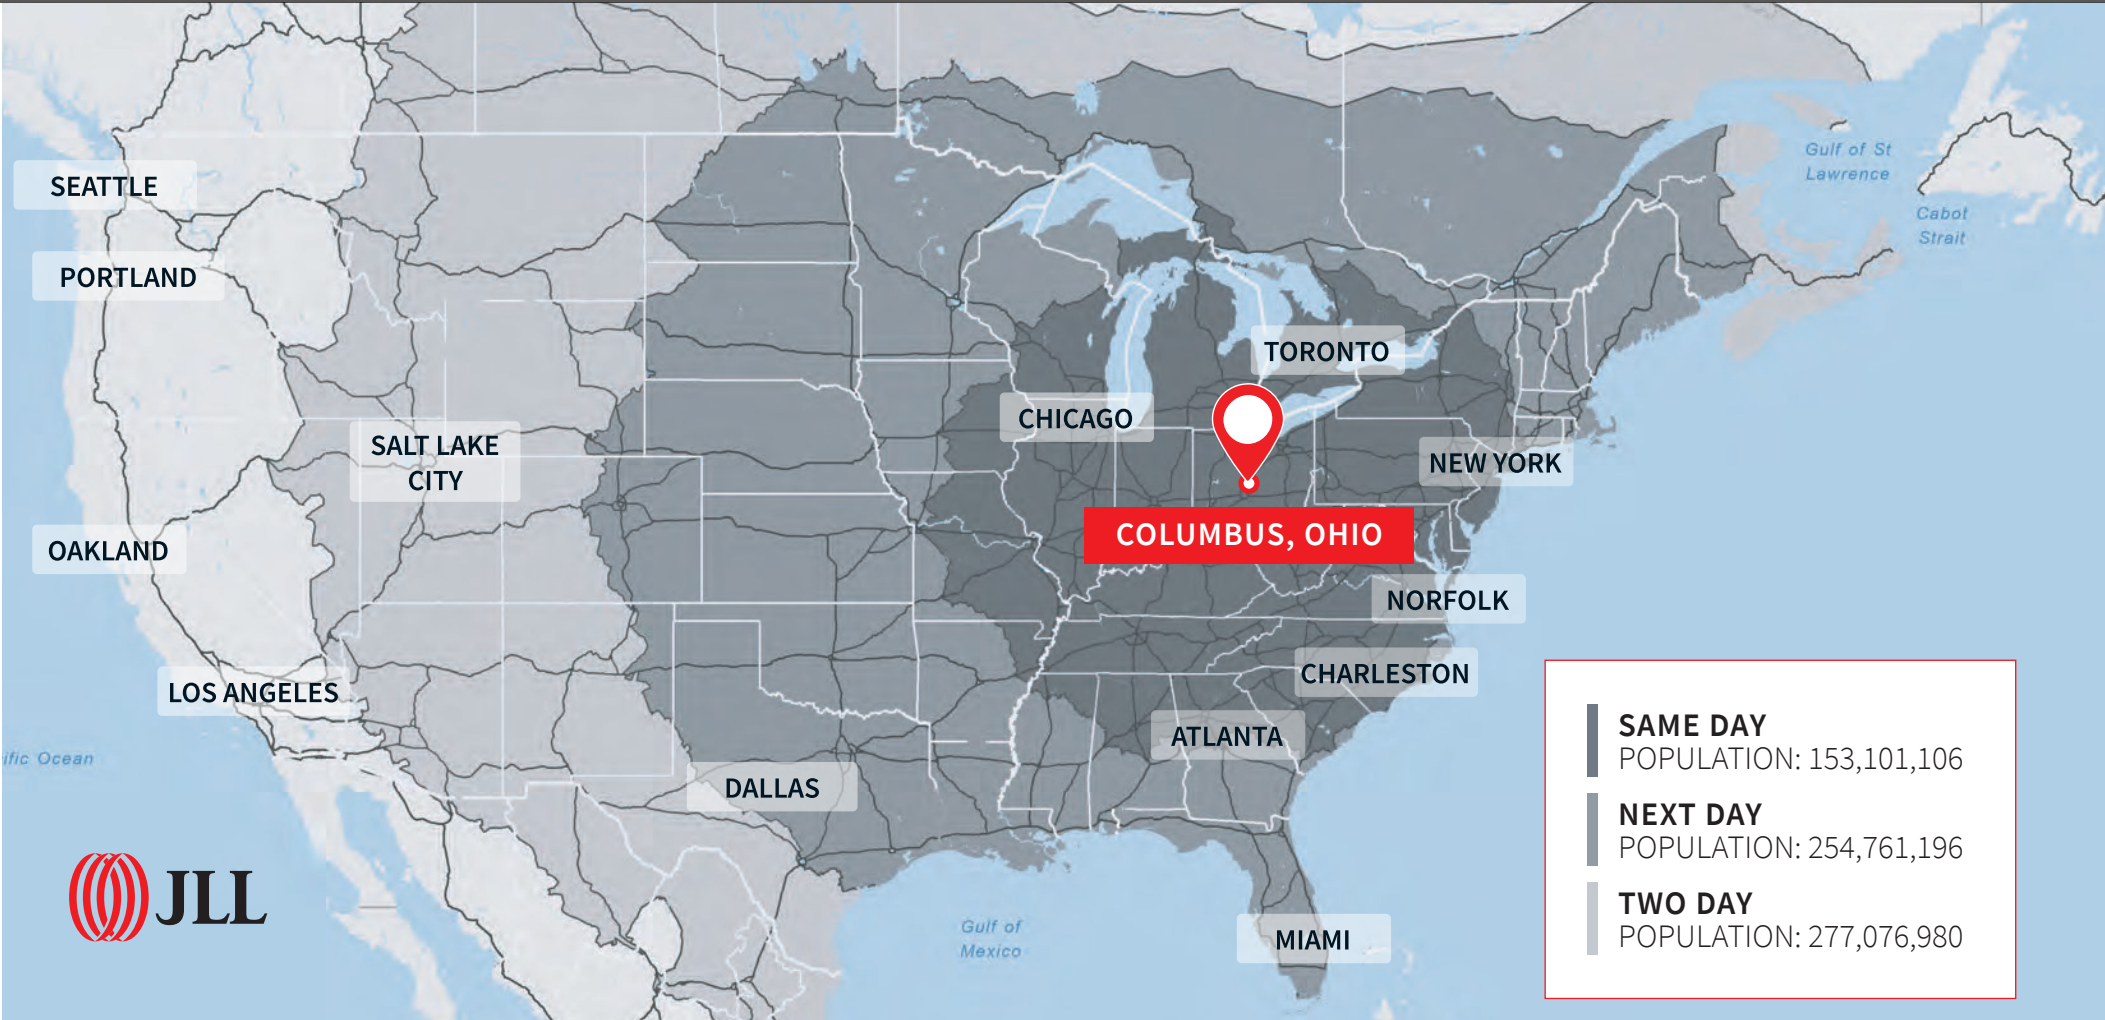 Gulf of St
Lawrence
SEATTLE
Cabot
Strait
PORTLAND
TORONTO
CHICAGO
SALT LAKE
CITY
NEW YORK
COLUMBUS, OHIO
OAKLAND
NORFOLK
CHARLESTON
LOS ANGELES
ATLANTA
ific Ocean
DALLAS
SAME DAY
POPULATION: 153,101,106
NEXT DAY
POPULATION: 254,761,196
TWO DAY
POPULATION: 277,076,980
JLL
Gulf of
Mexico
MIAMI